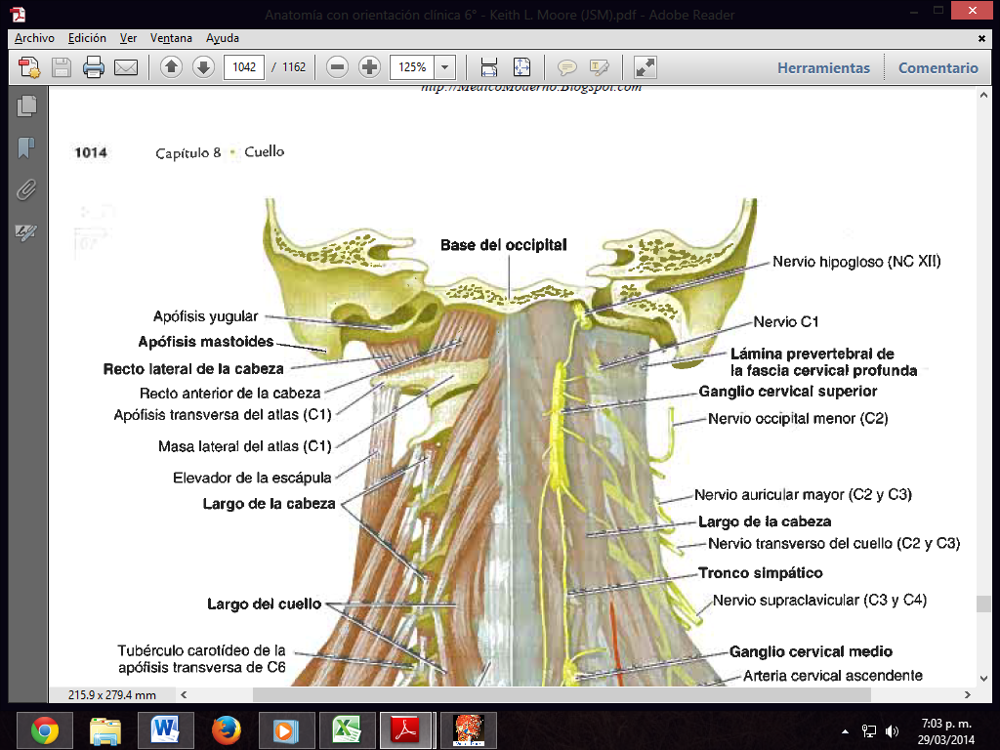 Anatomía con orientación clínica 6° - Keith L. Moore (JSM).pdf - Adobe Reader
Archivo Edición Ver Ventana Ayuda
1042 / 1162 125% Herramientas Comentario
http://MedicoModerno.Blogspot.com
1014 Capítulo 8 • Cuello
Base del occipital
Nervio hipogloso (NC XII)
Apófisis yugular
Nervio C1
Apófisis mastoides
Lámina prevertebral de
la fascia cervical profunda
Recto lateral de la cabeza
Recto anterior de la cabeza
Ganglio cervical superior
Apófisis transversa del atlas (C1)
Nervio occipital menor (C2)
Masa lateral del atlas (C1)
Elevador de la escápula
Nervio auricular mayor (C2 y C3)
Largo de la cabeza
Largo de la cabeza
Nervio transverso del cuello (C2 y C3)
Tronco simpático
Largo del cuello
Nervio supraclavicular (C3 y C4)
Tubérculo carotídeo de la
apófisis transversa de C6
Ganglio cervical medio
Arteria cervical ascendente
215.9 x 279.4 mm
7:03 p. m.
29/03/2014